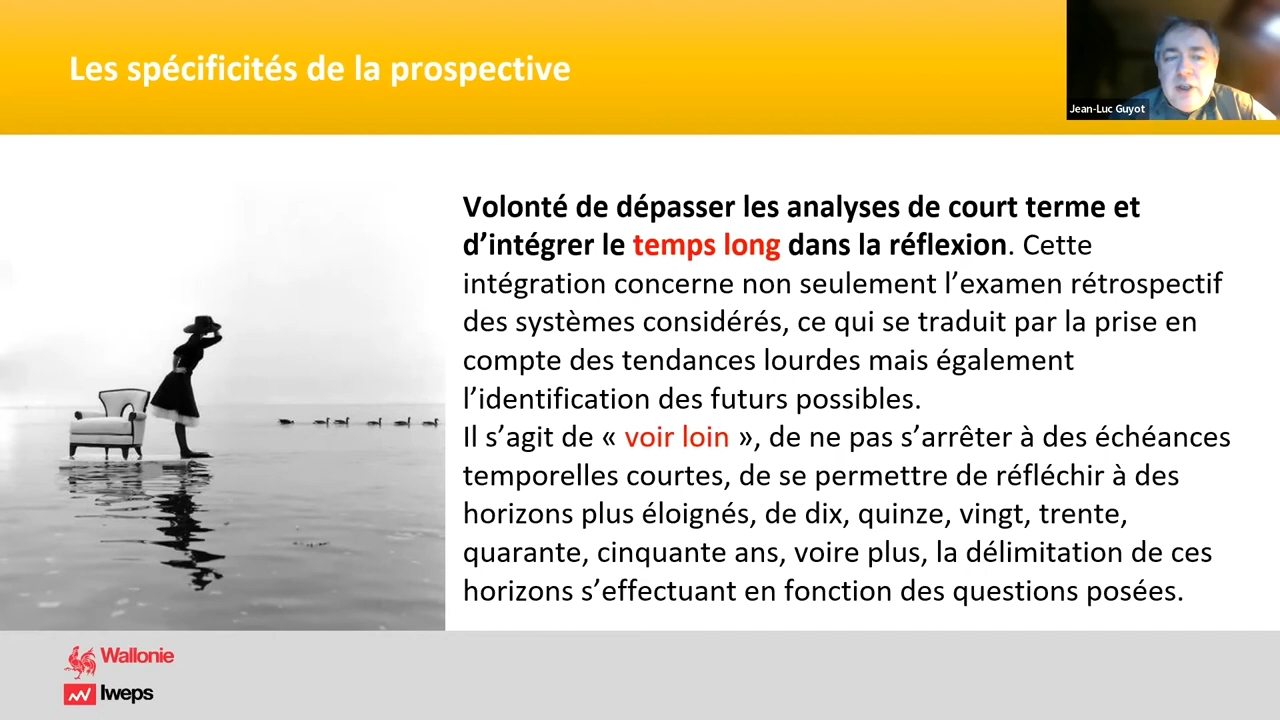 Les spécificités de la prospective
Jean-Luc Guyot
Volonté de dépasser les analyses de court terme et
d’intégrer le temps long dans la réflexion. Cette
intégration concerne non seulement l’examen rétrospectif
des systèmes considérés, ce qui se traduit par la prise en
compte des tendances lourdes mais également
l’identification des futurs possibles.
Il s’agit de « voir loin », de ne pas s’arrêter à des échéances
temporelles courtes, de se permettre de réfléchir à des
horizons plus éloignés, de dix, quinze, vingt, trente,
quarante, cinquante ans, voire plus, la délimitation de ces
horizons s’effectuant en fonction des questions posées.
Wallonie
Iweps